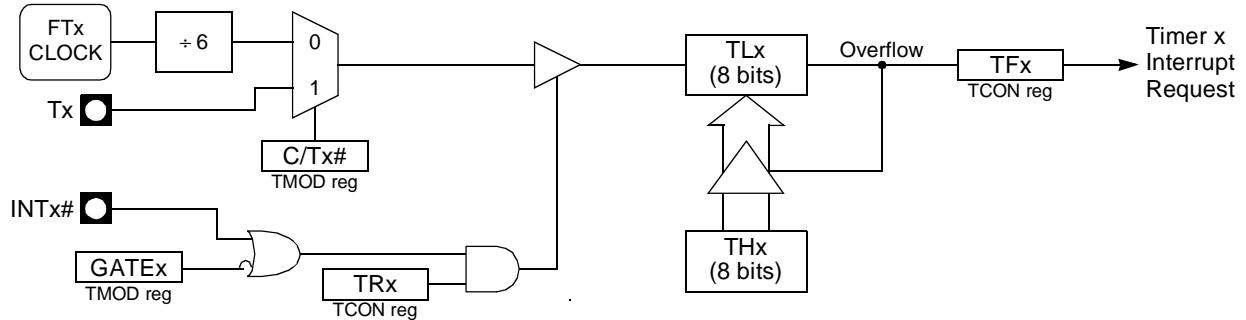 FTx
CLOCK
÷ 6
0
1
Tx
C/Tx#
TMOD reg
INTx#
GATEx
TMOD reg
TRx
TCON reg
TLx
(8 bits)
THx
(8 bits)
Overflow
TFx
TCON reg
Timer x
Interrupt
Request